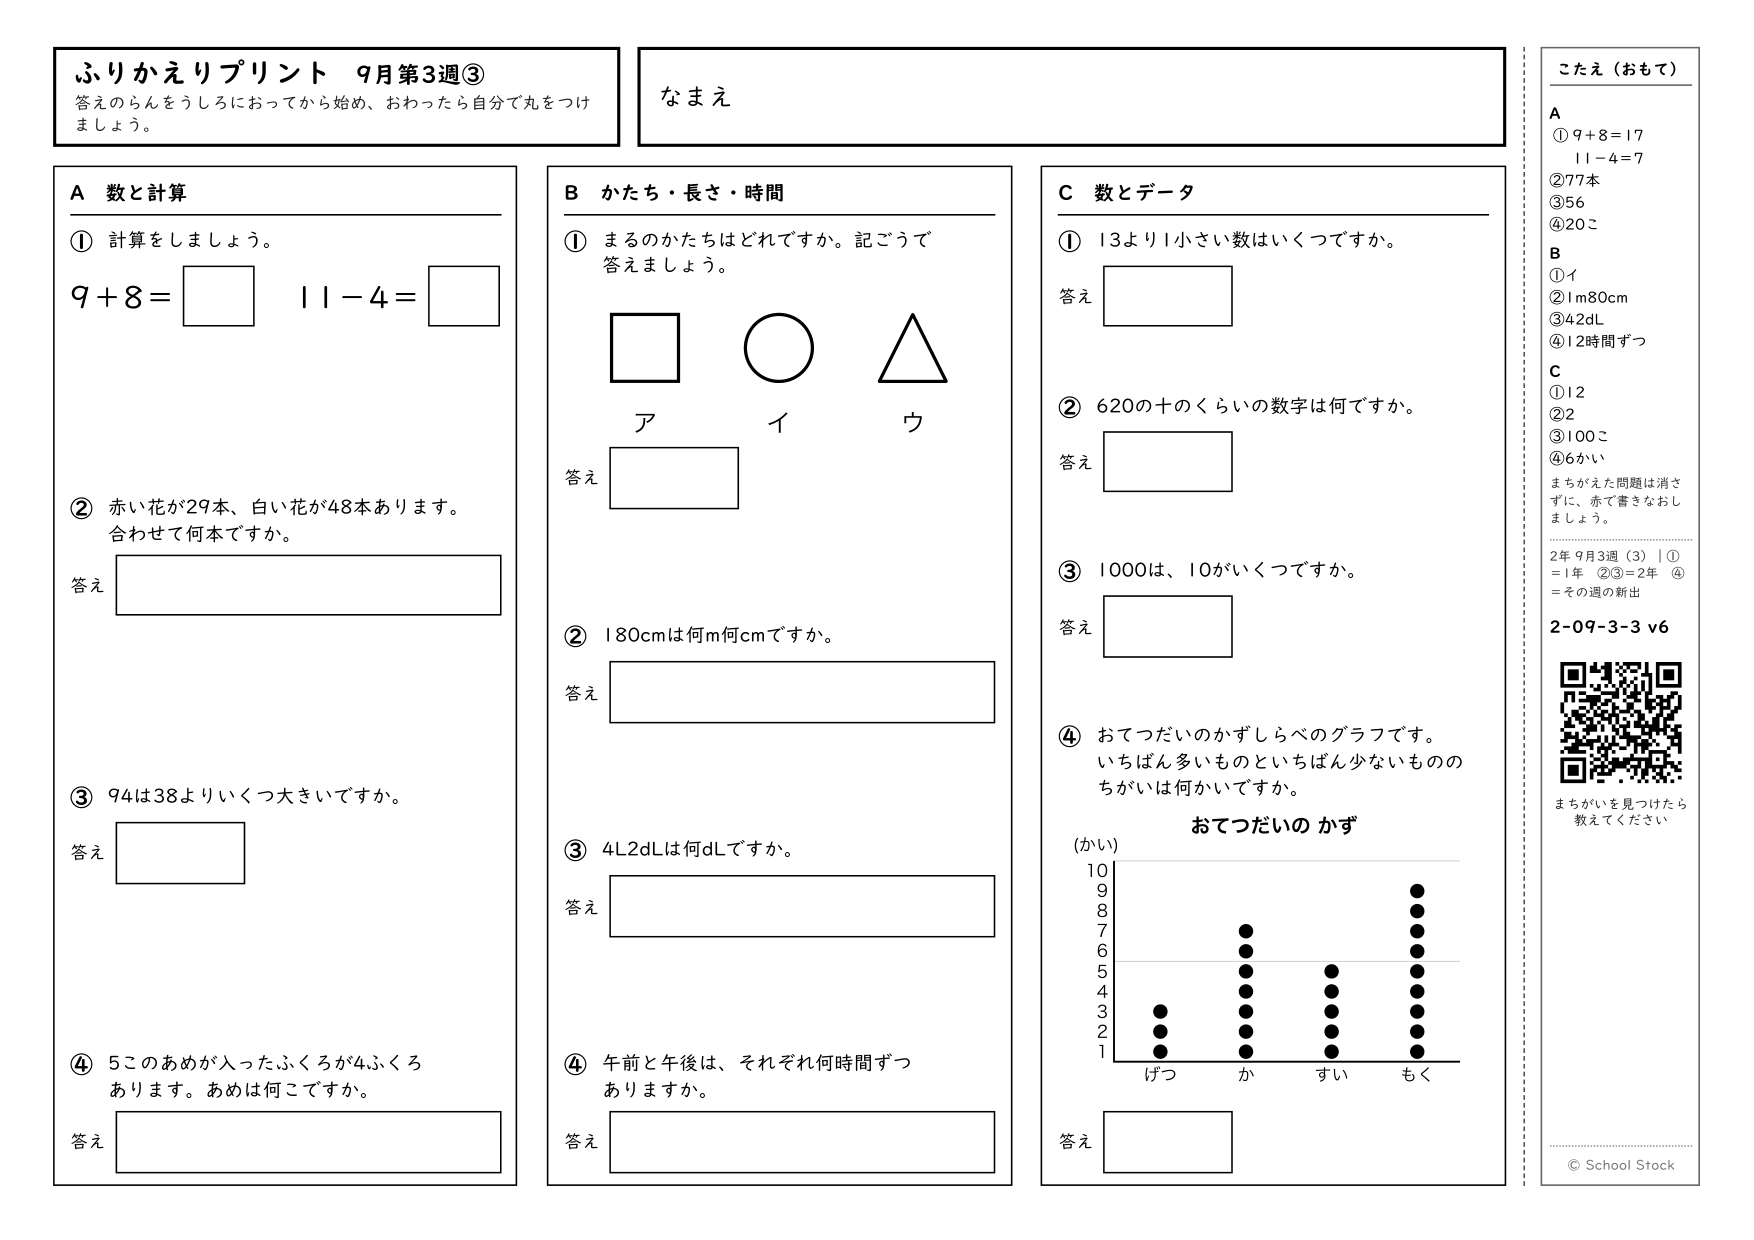 ふりかえりプリント　9月第3週③
答えのらんをうしろにおってから始め、おわったら自分で丸をつけ
ましょう。
なまえ
A　数と計算
① 計算をしましょう。
9＋8＝
11－4＝
② 赤い花が29本、白い花が48本あります。
合わせて何本ですか。
答え
③ 94は38よりいくつ大きいですか。
答え
④ 5このあめが入ったふくろが4ふくろ
あります。あめは何こですか。
答え
B　かたち・長さ・時間
① まるのかたちはどれですか。記ごうで
答えましょう。
ア
イ
ウ
答え
② 180cmは何m何cmですか。
答え
③ 4L2dLは何dLですか。
答え
④ 午前と午後は、それぞれ何時間ずつ
ありますか。
答え
C　数とデータ
① 13より1小さい数はいくつですか。
答え
② 620の十のくらいの数字は何ですか。
答え
③ 1000は、10がいくつですか。
答え
④ おてつだいのかずしらべのグラフです。
いちばん多いものといちばん少ないものの
ちがいは何かいですか。
おてつだいの かず
(かい)
10
9
8
7
6
5
4
3
2
1
げつ
か
すい
もく
答え
こたえ（おもて）
A
① 9＋8＝17
11－4＝7
②77本
③56
④20こ
B
①イ
②1m80cm
③42dL
④12時間ずつ
C
①12
②2
③100こ
④6かい
まちがえた問題は消さ
ずに、赤で書きなおし
ましょう。
2年 9月3週（3）｜①
＝1年　②③＝2年　④
＝その週の新出
2-09-3-3 v6
まちがいを見つけたら
教えてください
© School Stock